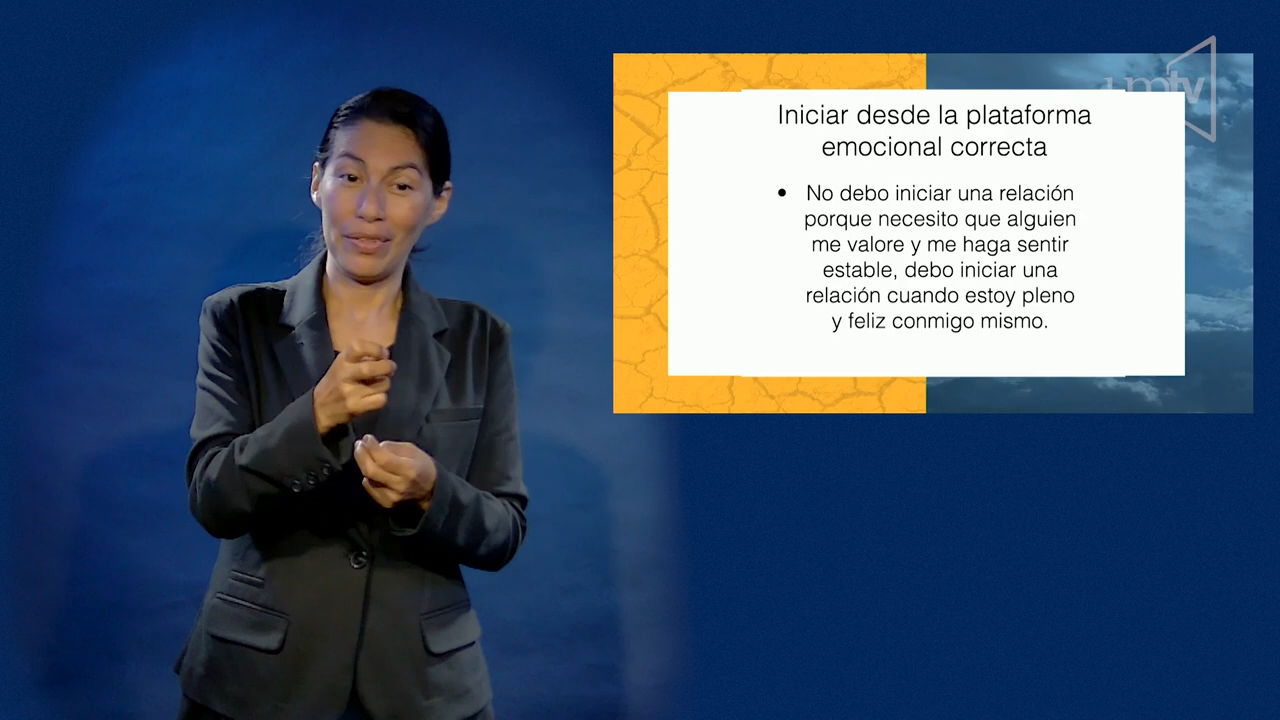 umtv
Iniciar desde la plataforma
emocional correcta
• No debo iniciar una relación
porque necesito que alguien
me valore y me haga sentir
estable, debo iniciar una
relación cuando estoy pleno
y feliz conmigo mismo.